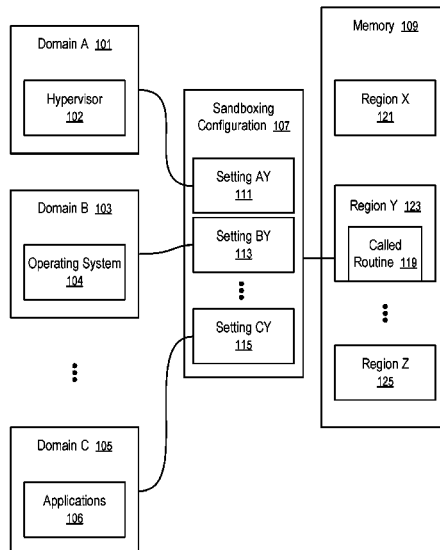 Domain A 101
Hypervisor
102
Domain B 103
Operating System
104
Domain C 105
Applications
106
Sandboxing
Configuration 107
Setting AY
111
Setting BY
113
Setting CY
115
Memory 109
Region X
121
Region Y 123
Called
Routine
119
Region Z
125